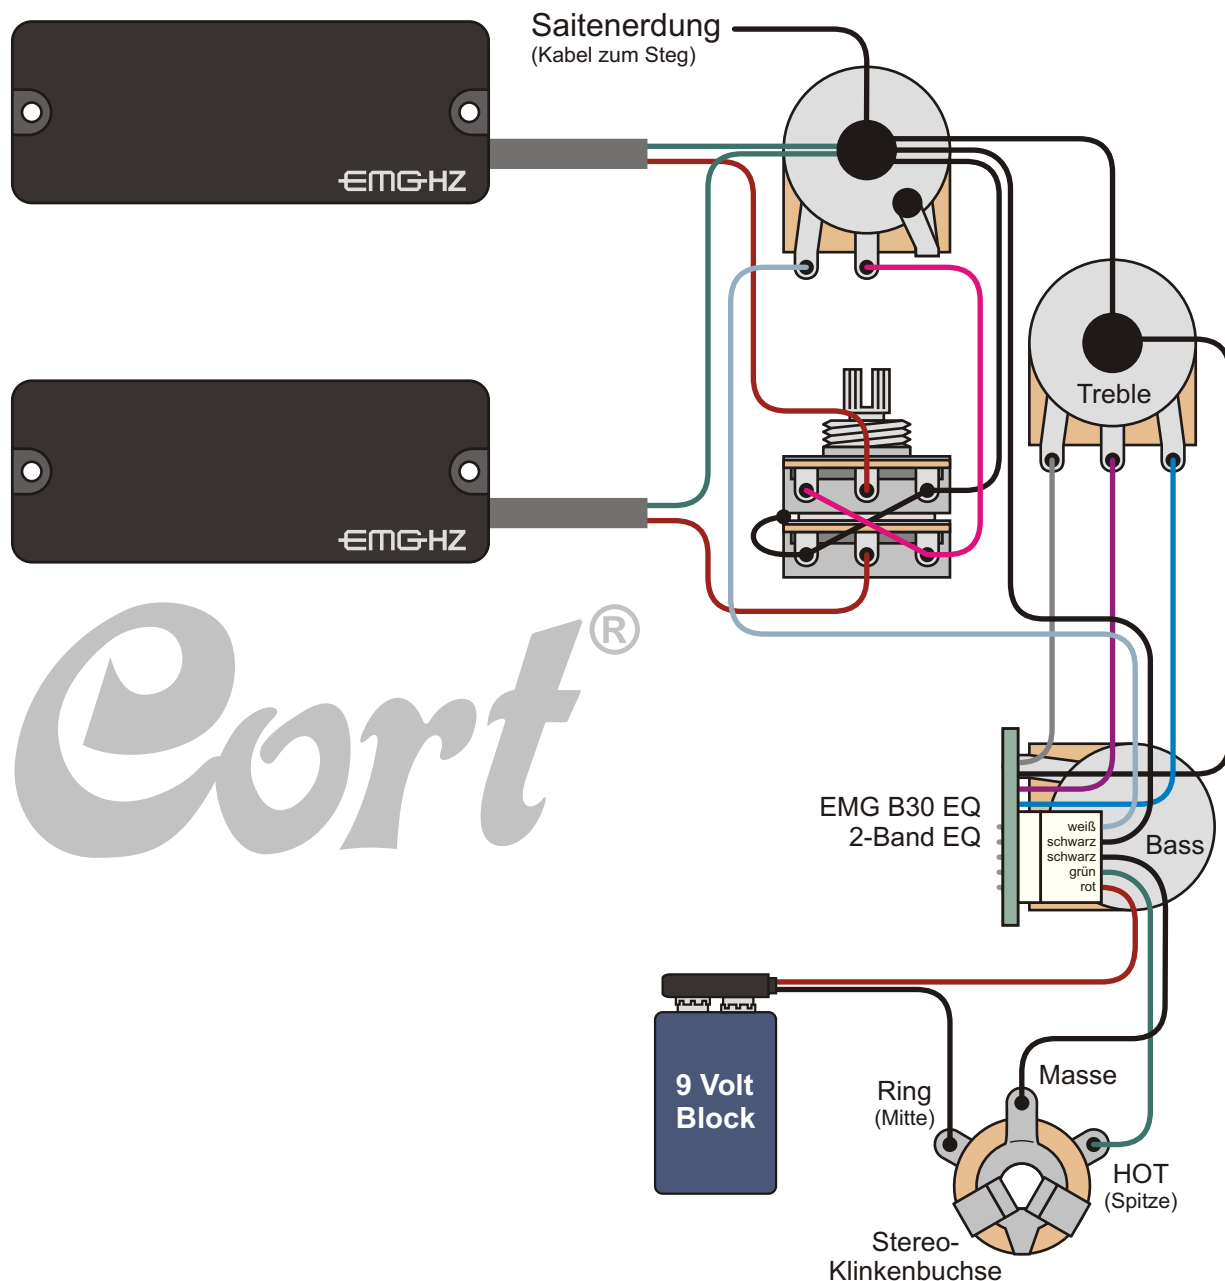 Saitenerdung
(Kabel zum Steg)
EMG-HZ
Treble
EMG-HZ
Cort®
EMG B30 EQ
2-Band EQ
weiß
schwarz
schwarz
grün
rot
Bass
9 Volt
Block
Ring
(Mitte)
Masse
HOT
(Spitze)
Stereo-
Klinkenbuchse